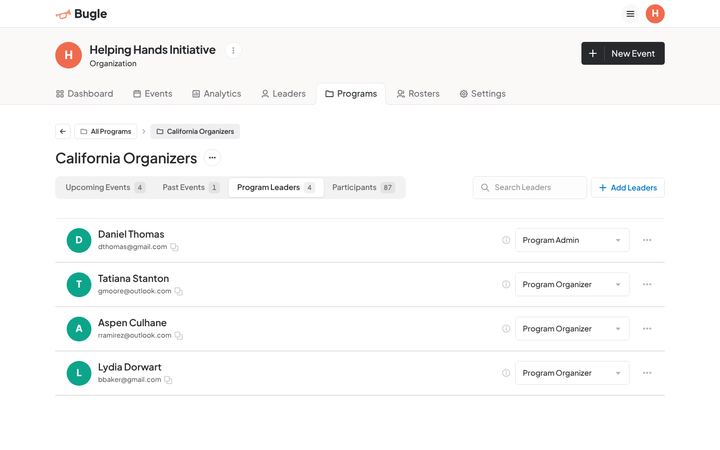 Bugle
H
H
Helping Hands Initiative
Organization
New Event
Dashboard
Events
Analytics
Leaders
Programs
Rosters
Settings
All Programs
California Organizers
California Organizers
Upcoming Events 4
Past Events 1
Program Leaders 4
Participants 87
Search Leaders
Add Leaders
D
Daniel Thomas
dthomas@gmail.com
Program Admin
T
Tatiana Stanton
gmoore@outlook.com
Program Organizer
A
Aspen Culhane
rramirez@outlook.com
Program Organizer
L
Lydia Dorwart
bbaker@gmail.com
Program Organizer